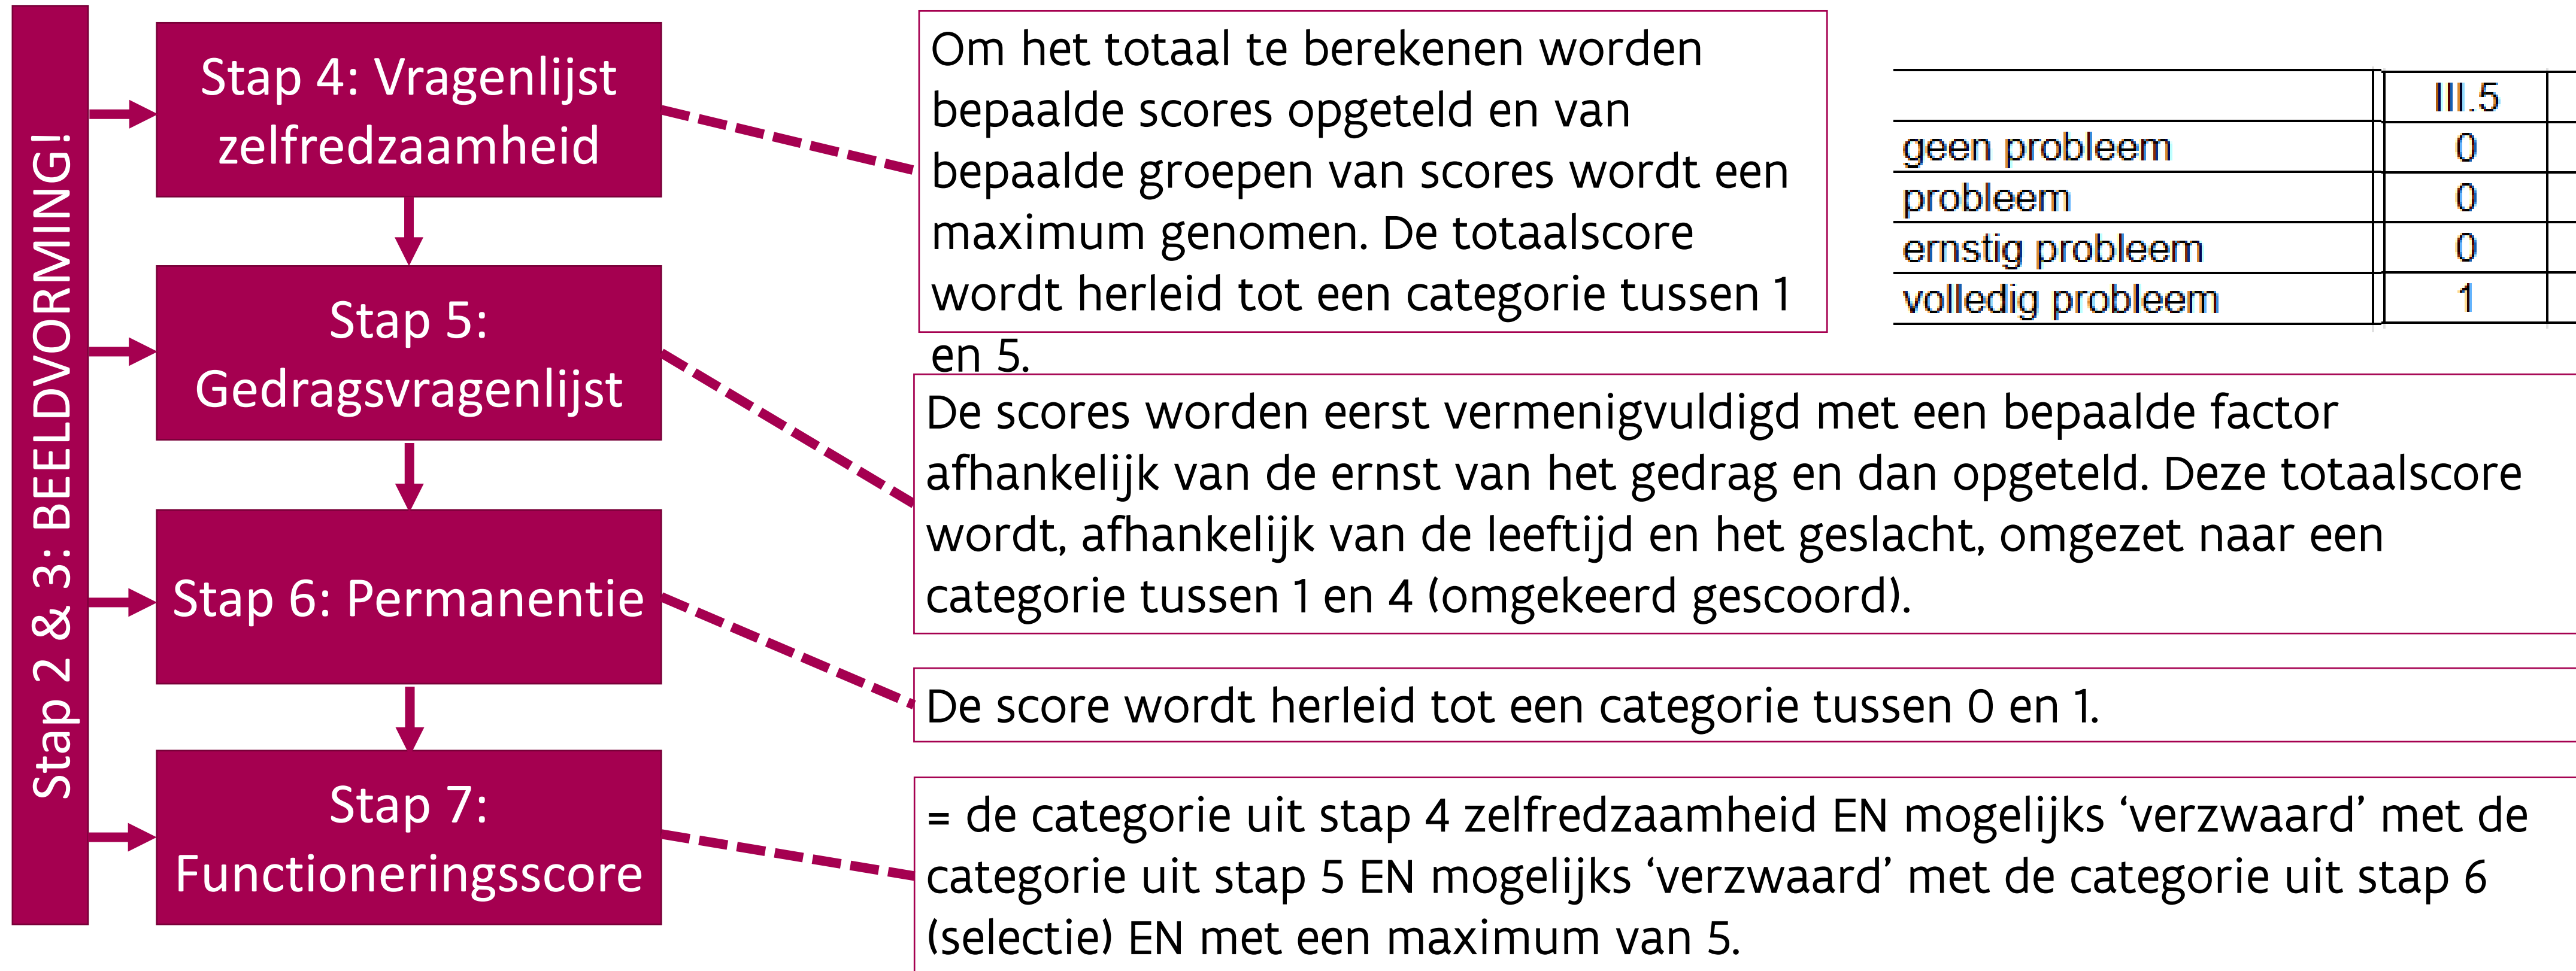 Stap 2 & 3: BEELDVORMING!
Stap 4: Vragenlijst
zelfredzaamheid
Om het totaal te berekenen worden
bepaalde scores opgeteld en van
bepaalde groepen van scores wordt een
maximum genomen. De totaalscore
wordt herleid tot een categorie tussen 1
en 5.
III.5
geen probleem 0
probleem 0
ernstig probleem 0
volledig probleem 1
Stap 5:
Gedragsvragenlijst
De scores worden eerst vermenigvuldigd met een bepaalde factor
afhankelijk van de ernst van het gedrag en dan opgeteld. Deze totaalscore
wordt, afhankelijk van de leeftijd en het geslacht, omgezet naar een
categorie tussen 1 en 4 (omgekeerd gescoord).
Stap 6: Permanentie
De score wordt herleid tot een categorie tussen 0 en 1.
Stap 7:
Functioneringsscore
= de categorie uit stap 4 zelfredzaamheid EN mogelijks ‘verzwaard’ met de
categorie uit stap 5 EN mogelijks ‘verzwaard’ met de categorie uit stap 6
(selectie) EN met een maximum van 5.